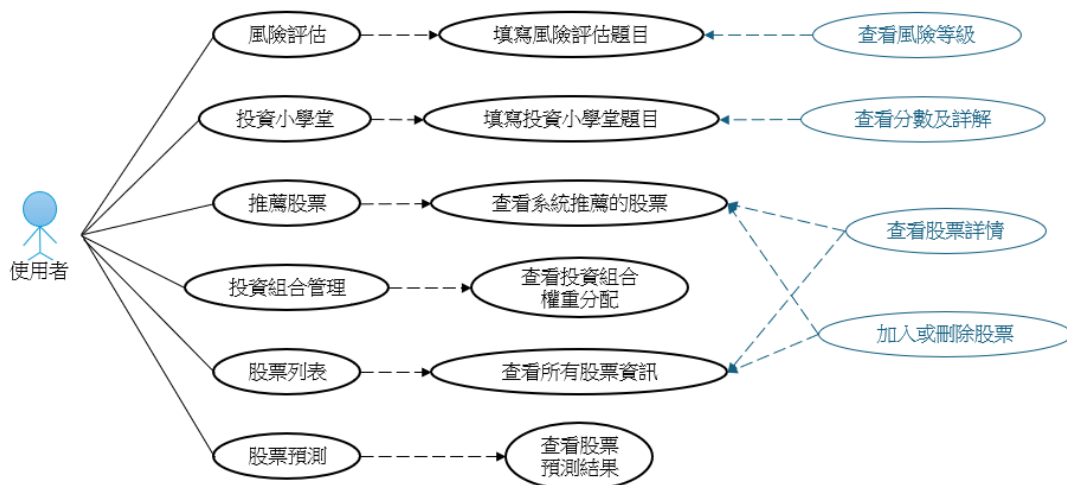 風險評估
填寫風險評估題目
查看風險等級
投資小學堂
填寫投資小學堂題目
查看分數及詳解
推薦股票
查看系統推薦的股票
查看股票詳情
使用者
投資組合管理
查看投資組合
權重分配
加入或刪除股票
股票列表
查看所有股票資訊
股票預測
查看股票
預測結果